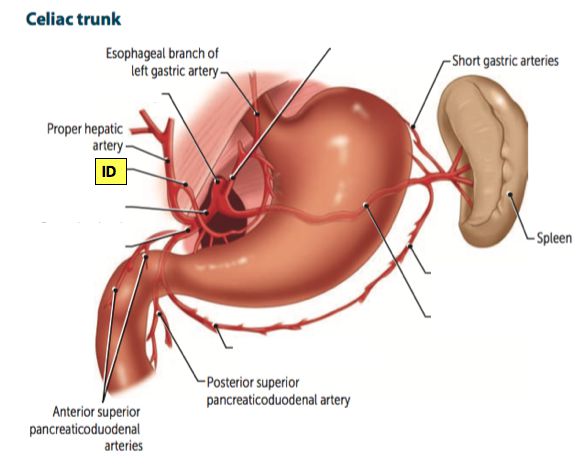 Celiac trunk
Esophageal branch of
left gastric artery
Short gastric arteries
Proper hepatic
artery
ID
Spleen
Posterior superior
pancreaticoduodenal artery
Anterior superior
pancreaticoduodenal
arteries